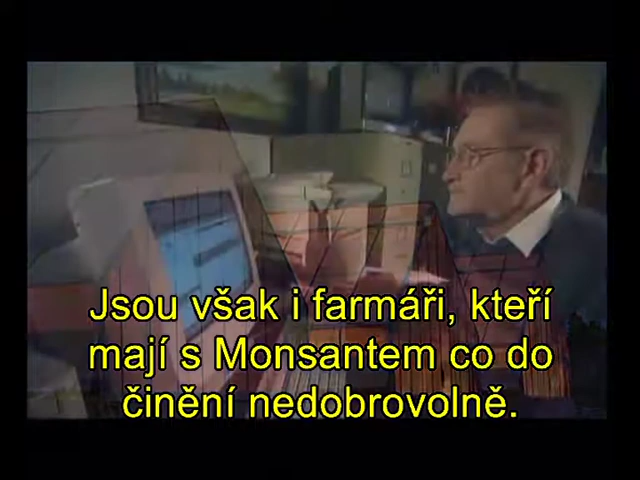 Jsou však i farmáři, kteří
mají s Monsantem co do
činění nedobrovolně.